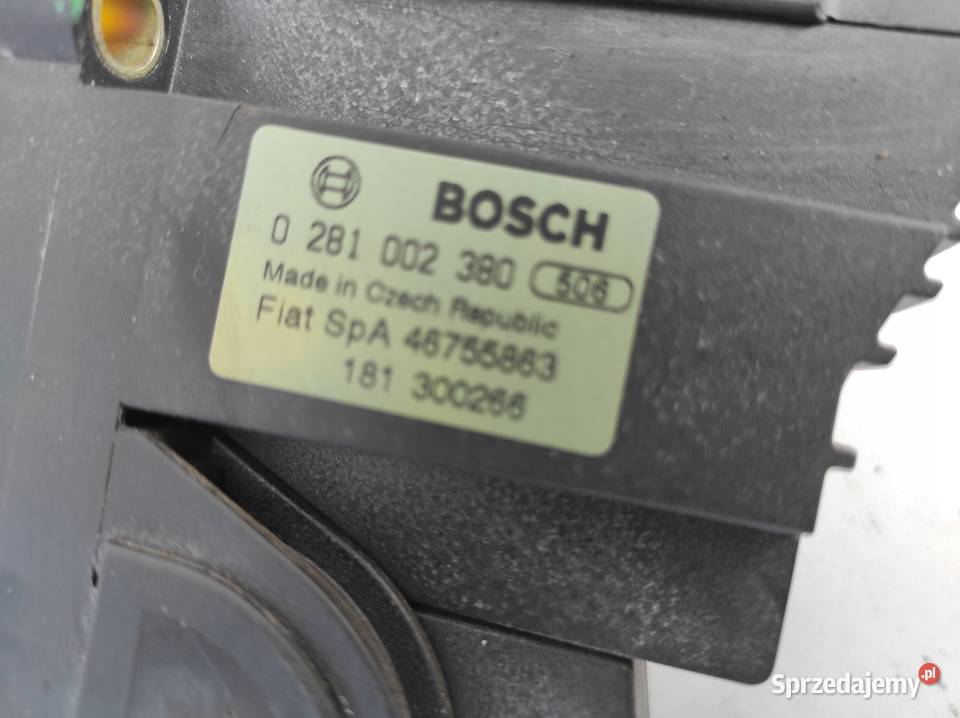 BOSCH
0 281 002 380 506
Made in Czech Republic
Fiat SpA 46755863
181 300266
Sprzedajemy.pl